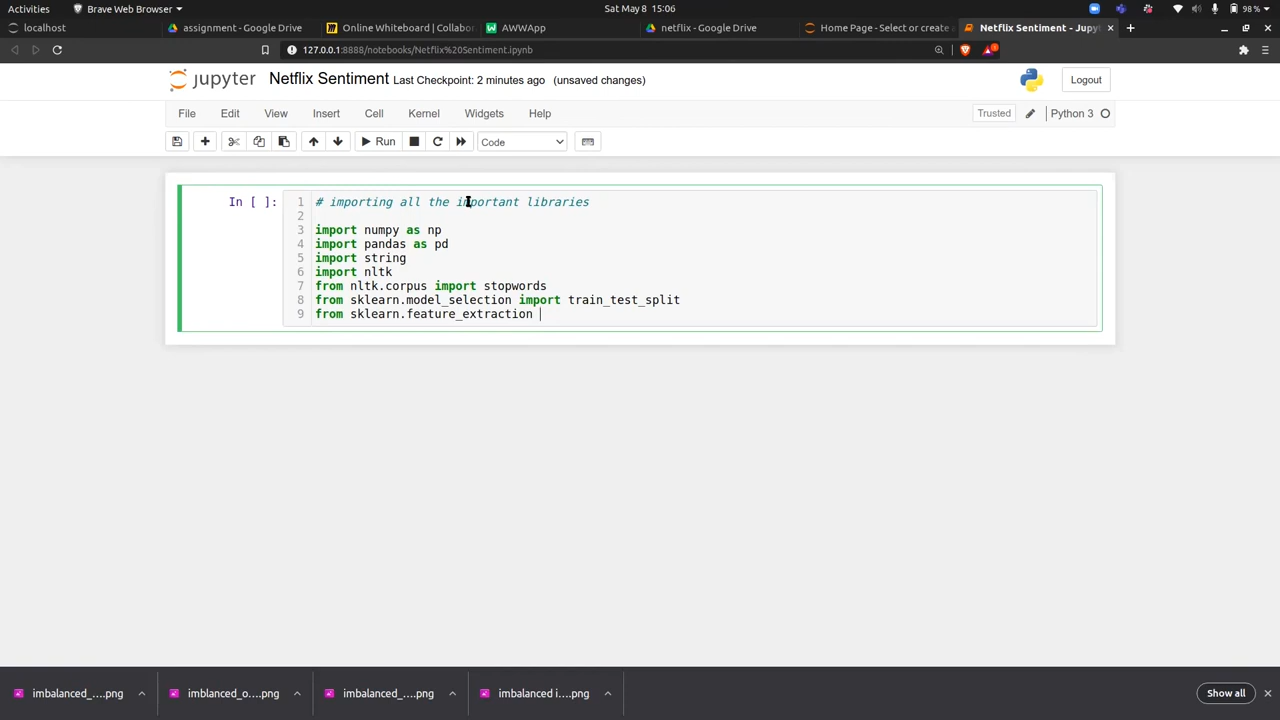 Activities Brave Web Browser Sat May 8 15:06 98%
localhost assignment - Google Drive Online Whiteboard | Collabor AWWApp netflix - Google Drive Home Page - Select or create Netflix Sentiment - Jupyt
127.0.0.1:8888/notebooks/Netflix%20Sentiment.ipynb
jupyter Netflix Sentiment Last Checkpoint: 2 minutes ago (unsaved changes) Logout
File Edit View Insert Cell Kernel Widgets Help Trusted Python 3
Run Code
In [ ]: 1 # importing all the important libraries
2
3 import numpy as np
4 import pandas as pd
5 import string
6 import nltk
7 from nltk.corpus import stopwords
8 from sklearn.model_selection import train_test_split
9 from sklearn.feature_extraction
imbalanced_....png imblanced_o....png imbalanced_....png imbalanced i....png Show all